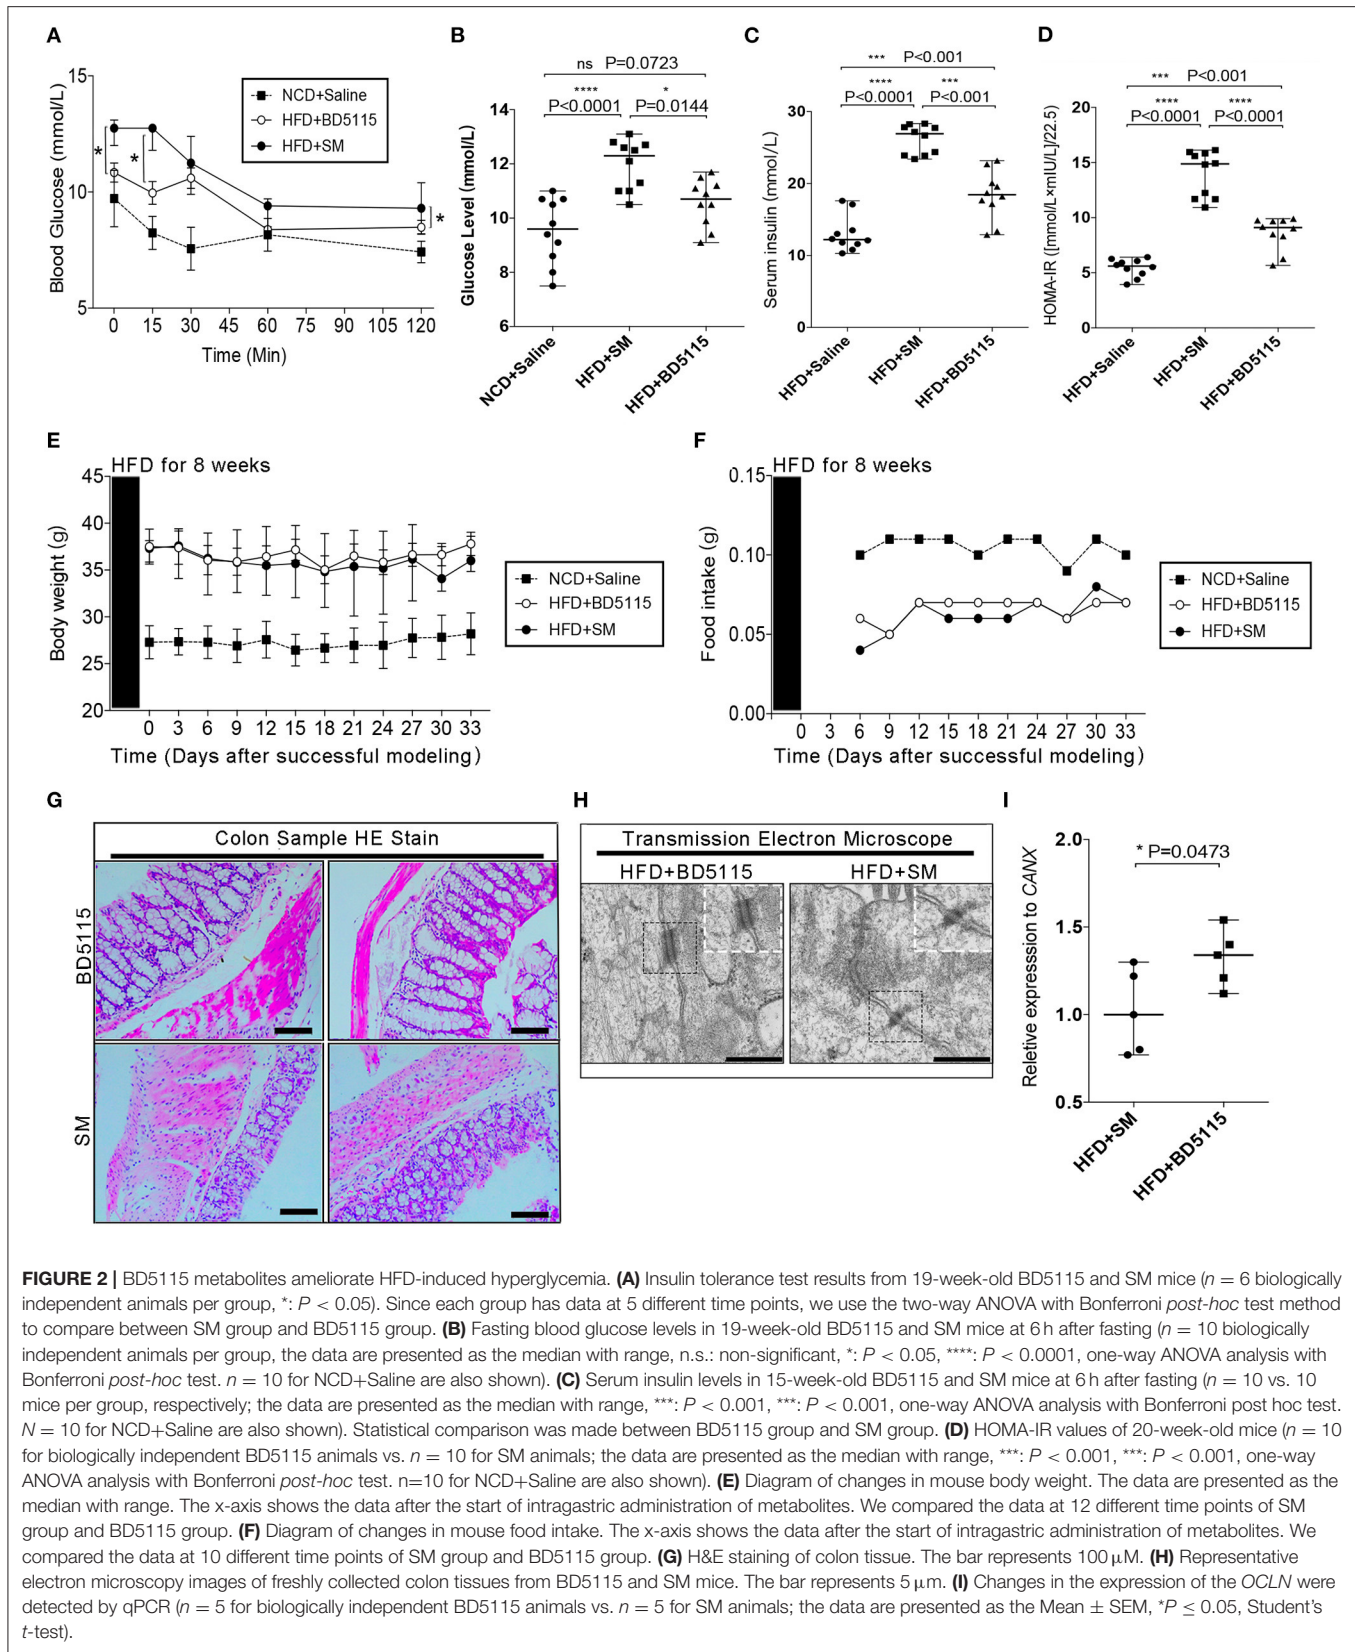 A
Blood Glucose (mmol/L)
15
10
5
0 15 30 45 60 75 90 105 120
Time (Min)
NCD+Saline
HFD+BD5115
HFD+SM
*
*
*
B
ns P=0.0723
**** *
P<0.0001 P=0.0144
Glucose Level (mmol/L)
14
12
10
8
6
NCD+Saline
HFD+SM
HFD+BD5115
C
*** P<0.001
**** ***
P<0.0001 P<0.001
Serum insulin (mmol/L)
30
20
10
0
HFD+Saline
HFD+SM
HFD+BD5115
D
*** P<0.001
**** ****
P<0.0001 P<0.0001
HOMA-IR ([mmol/L×mIU/L]/22.5)
20
15
10
5
0
HFD+Saline
HFD+SM
HFD+BD5115
E
HFD for 8 weeks
Body weight (g)
45
40
35
30
25
20
0 3 6 9 12 15 18 21 24 27 30 33
Time (Days after successful modeling)
NCD+Saline
HFD+BD5115
HFD+SM
F
HFD for 8 weeks
Food intake (g)
0.15
0.10
0.05
0.00
0 3 6 9 12 15 18 21 24 27 30 33
Time (Days after successful modeling)
NCD+Saline
HFD+BD5115
HFD+SM
G
Colon Sample HE Stain
BD5115
SM
H
Transmission Electron Microscope
HFD+BD5115 HFD+SM
I
* P=0.0473
Reletive expresssion to CANX
2.0
1.5
1.0
0.5
HFD+SM
HFD+BD5115
FIGURE 2 | BD5115 metabolites ameliorate HFD-induced hyperglycemia. (A) Insulin tolerance test results from 19-week-old BD5115 and SM mice (n = 6 biologically
independent animals per group, *: P < 0.05). Since each group has data at 5 different time points, we use the two-way ANOVA with Bonferroni post-hoc test method
to compare between SM group and BD5115 group. (B) Fasting blood glucose levels in 19-week-old BD5115 and SM mice at 6 h after fasting (n = 10 biologically
independent animals per group, the data are presented as the median with range, n.s.: non-significant, *: P < 0.05, ****: P < 0.0001, one-way ANOVA analysis with
Bonferroni post-hoc test. n = 10 for NCD+Saline are also shown). (C) Serum insulin levels in 15-week-old BD5115 and SM mice at 6 h after fasting (n = 10 vs. 10
mice per group, respectively; the data are presented as the median with range, ***: P < 0.001, ***: P < 0.001, one-way ANOVA analysis with Bonferroni post hoc test.
N = 10 for NCD+Saline are also shown). Statistical comparison was made between BD5115 group and SM group. (D) HOMA-IR values of 20-week-old mice (n = 10
for biologically independent BD5115 animals vs. n = 10 for SM animals; the data are presented as the median with range, ***: P < 0.001, ***: P < 0.001, one-way
ANOVA analysis with Bonferroni post-hoc test. n=10 for NCD+Saline are also shown). (E) Diagram of changes in mouse body weight. The data are presented as the
median with range. The x-axis shows the data after the start of intragastric administration of metabolites. We compared the data at 12 different time points of SM
group and BD5115 group. (F) Diagram of changes in mouse food intake. The x-axis shows the data after the start of intragastric administration of metabolites. We
compared the data at 10 different time points of SM group and BD5115 group. (G) H&E staining of colon tissue. The bar represents 100 μM. (H) Representative
electron microscopy images of freshly collected colon tissues from BD5115 and SM mice. The bar represents 5 μm. (I) Changes in the expression of the OCLN were
detected by qPCR (n = 5 for biologically independent BD5115 animals vs. n = 5 for SM animals; the data are presented as the Mean ± SEM, *P ≤ 0.05, Student's
t-test).